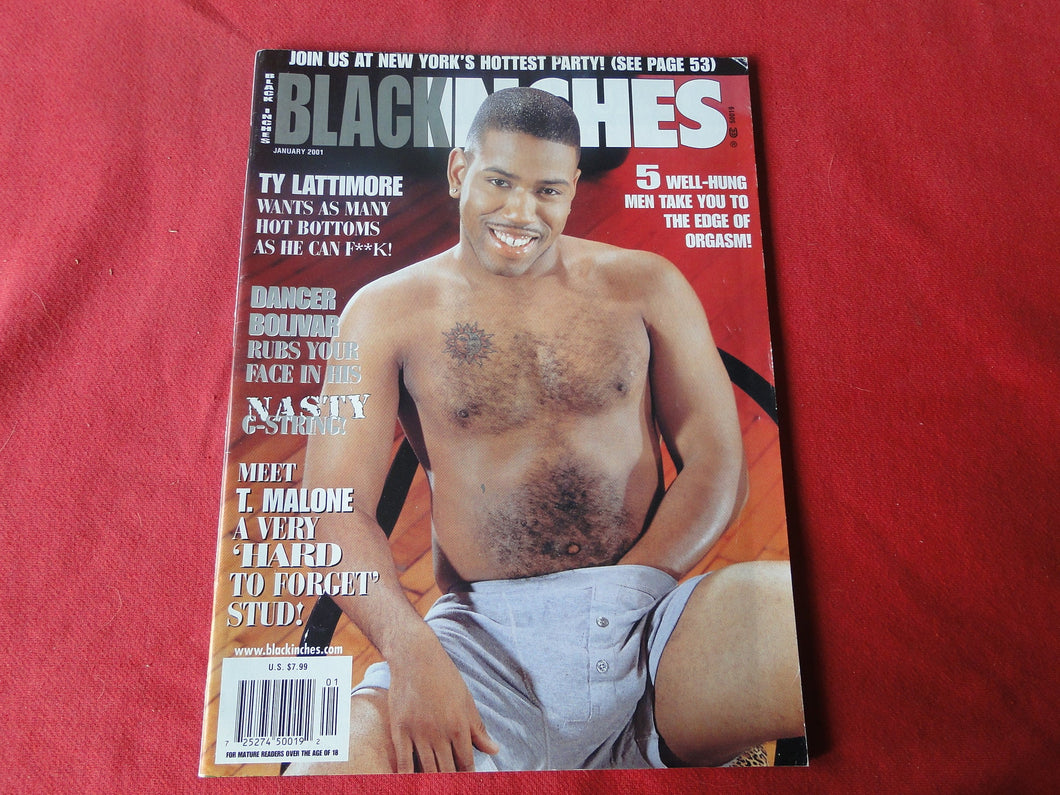 JOIN US AT NEW YORK'S HOTTEST PARTY! (SEE PAGE 53)
BLACK INCHES
BLACKINCHES
® 50019
JANUARY 2001
TY LATTIMORE
WANTS AS MANY
HOT BOTTOMS
AS HE CAN F**K!
5 WELL-HUNG
MEN TAKE YOU TO
THE EDGE OF
ORGASM!
DANCER
BOLIVAR
RUBS YOUR
FACE IN HIS
NASTY
G-STRING!
MEET
T. MALONE
A VERY
'HARD
TO FORGET'
STUD!
www.blackinches.com
U.S. $7.99
01
7 25274 50019 2
FOR MATURE READERS OVER THE AGE OF 18